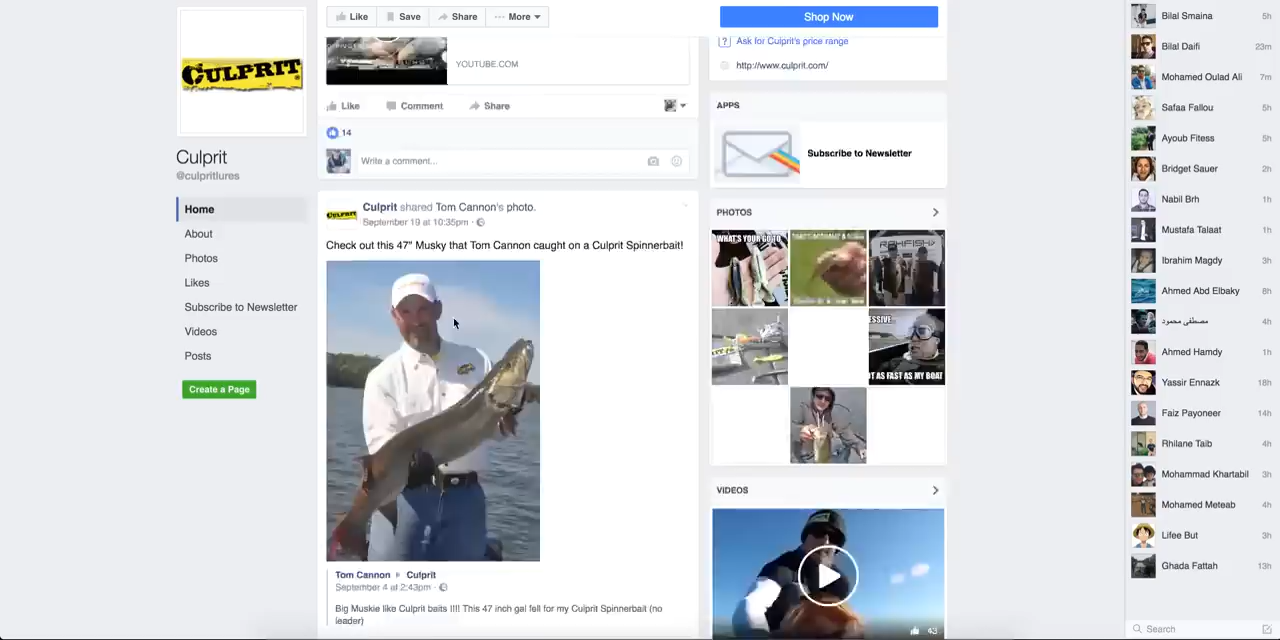 Like Save Share More Shop Now
Ask for Culprit's price range
YOUTUBE.COM
http://www.culprit.com/
Like Comment Share
APPS
14
Subscribe to Newsletter
Write a comment...
CULPRIT
Culprit
@culpritlures
Home
About
Photos
Likes
Subscribe to Newsletter
Videos
Posts
Create a Page
Culprit shared Tom Cannon's photo.
September 19 at 10:35pm
Check out this 47" Musky that Tom Cannon caught on a Culprit Spinnerbait!
Tom Cannon Culprit
September 4 at 2:43pm
Big Muskie like Culprit baits !!!! This 47 inch gal fell for my Culprit Spinnerbait (no
leader)
PHOTOS
WHAT'S YOUR GO TO
VIDEOS
43
Bilal Smaina 5h
Bilal Daifi 23m
Mohamed Oulad Ali 7m
Safaa Fallou 5h
Ayoub Fitess 5h
Bridget Sauer 2h
Nabil Brh 1h
Mustafa Talaat 1h
Ibrahim Magdy 3h
Ahmed Abd Elbaky 8h
مصطفى محمود 4h
Ahmed Hamdy 1h
Yassir Ennazk 18h
Faiz Payoneer 14h
Rhilane Taib 4h
Mohammad Khartabil 4h
Mohamed Meteab 4h
Lifee But 3h
Ghada Fattah 13h
Search